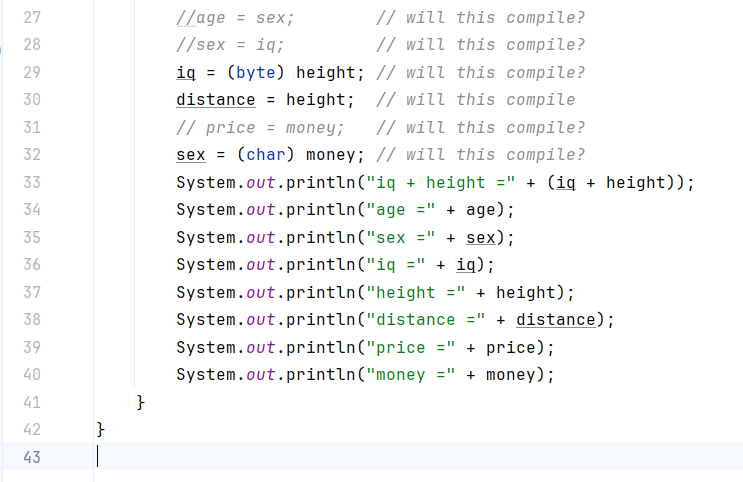 27 //age = sex; // will this compile?
28 //sex = iq; // will this compile?
29 iq = (byte) height; // will this compile?
30 distance = height; // will this compile
31 // price = money; // will this compile?
32 sex = (char) money; // will this compile?
33 System.out.println("iq + height =" + (iq + height));
34 System.out.println("age =" + age);
35 System.out.println("sex =" + sex);
36 System.out.println("iq =" + iq);
37 System.out.println("height =" + height);
38 System.out.println("distance =" + distance);
39 System.out.println("price =" + price);
40 System.out.println("money =" + money);
41 }
42 }
43